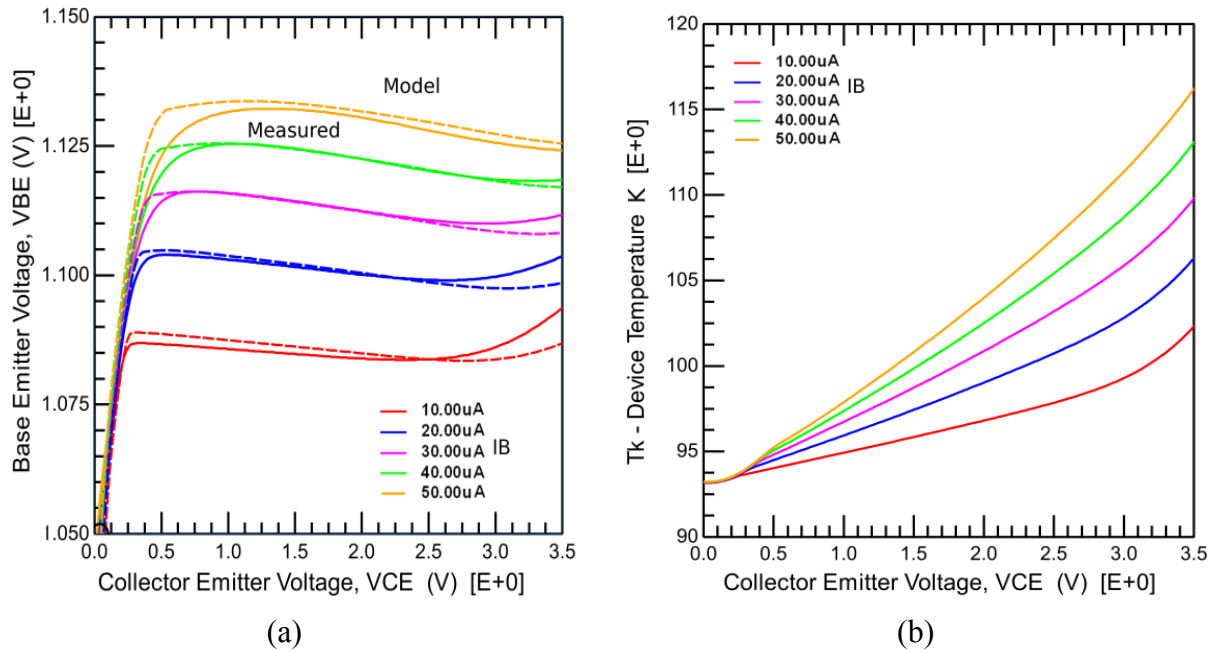 1.150
1.125
1.100
1.075
1.050
Base Emitter Voltage, VBE (V) [E+0]
Model
Measured
10.00uA
20.00uA
30.00uA
40.00uA
50.00uA
IB
0.0 0.5 1.0 1.5 2.0 2.5 3.0 3.5
Collector Emitter Voltage, VCE (V) [E+0]
(a)
120
115
110
105
100
95
90
Tk - Device Temperature K [E+0]
10.00uA
20.00uA
30.00uA
40.00uA
50.00uA
IB
0.0 0.5 1.0 1.5 2.0 2.5 3.0 3.5
Collector Emitter Voltage, VCE (V) [E+0]
(b)